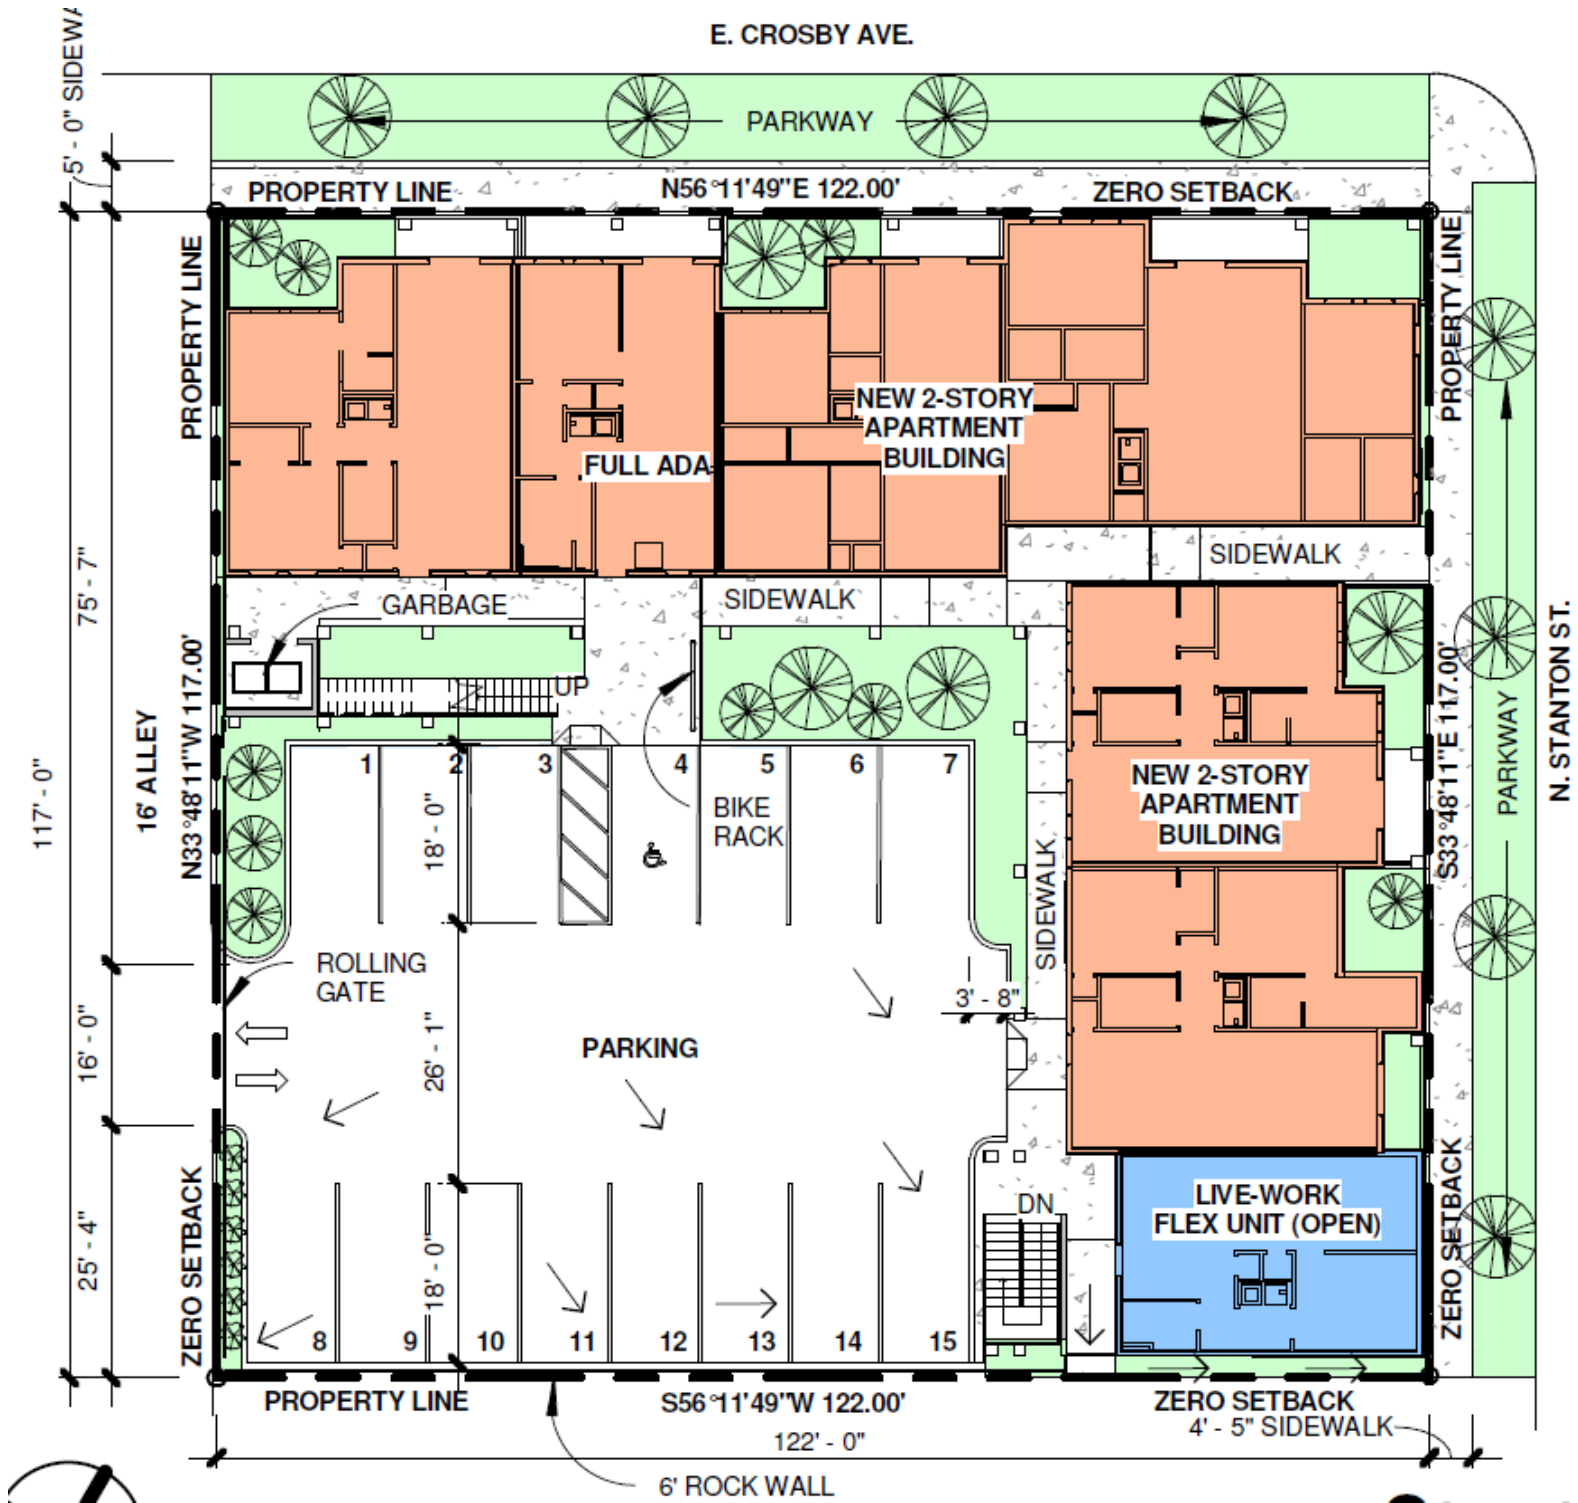 E. CROSBY AVE.
5' - 0" SIDEWA
PARKWAY
PROPERTY LINE
N56°11'49"E 122.00'
ZERO SETBACK
PROPERTY LINE
PROPERTY LINE
NEW 2-STORY
APARTMENT
BUILDING
FULL ADA
SIDEWALK
75' - 7"
GARBAGE
SIDEWALK
N. STANTON ST.
UP
N33°48'11"W 117.00'
S33°48'11"E 117.00'
16' ALLEY
117' - 0"
PARKWAY
1
2
3
4
5
6
7
NEW 2-STORY
APARTMENT
BUILDING
18' - 0"
BIKE
RACK
SIDEWALK
ROLLING
GATE
3' - 8"
16' - 0"
26' - 1"
PARKING
ZERO SETBACK
ZERO SETBACK
LIVE-WORK
FLEX UNIT (OPEN)
DN
25' - 4"
18' - 0"
8
9
10
11
12
13
14
15
PROPERTY LINE
S56°11'49"W 122.00'
ZERO SETBACK
4' - 5" SIDEWALK
122' - 0"
6' ROCK WALL